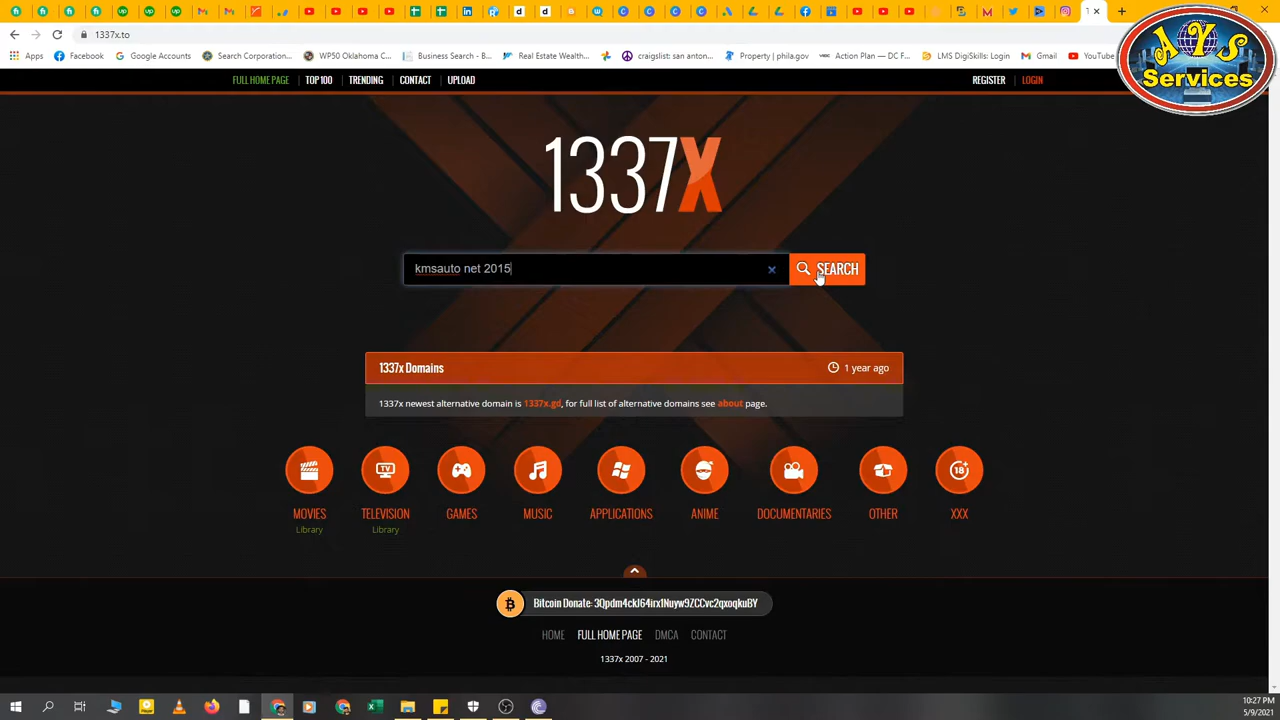 1337x.to
Apps Facebook Google Accounts Search Corporation... WP50 Oklahoma C... Business Search - B... Real Estate Wealth... craigslist: san anton... Property | phila.gov Action Plan — DC F... LMS DigiSkills: Login Gmail YouTube
AYS
Services
FULL HOME PAGE TOP 100 TRENDING CONTACT UPLOAD REGISTER LOGIN
1337X
kmsauto net 2015 SEARCH
1337x Domains 1 year ago
1337x newest alternative domain is 1337x.gd, for full list of alternative domains see about page.
MOVIES TELEVISION GAMES MUSIC APPLICATIONS ANIME DOCUMENTARIES OTHER XXX
Library Library
Bitcoin Donate: 3Qpdm4ckJ64irx1Nuyw9ZCCvc2qxoqkuBY
HOME FULL HOME PAGE DMCA CONTACT
1337x 2007 - 2021
10:27 PM
5/9/2021